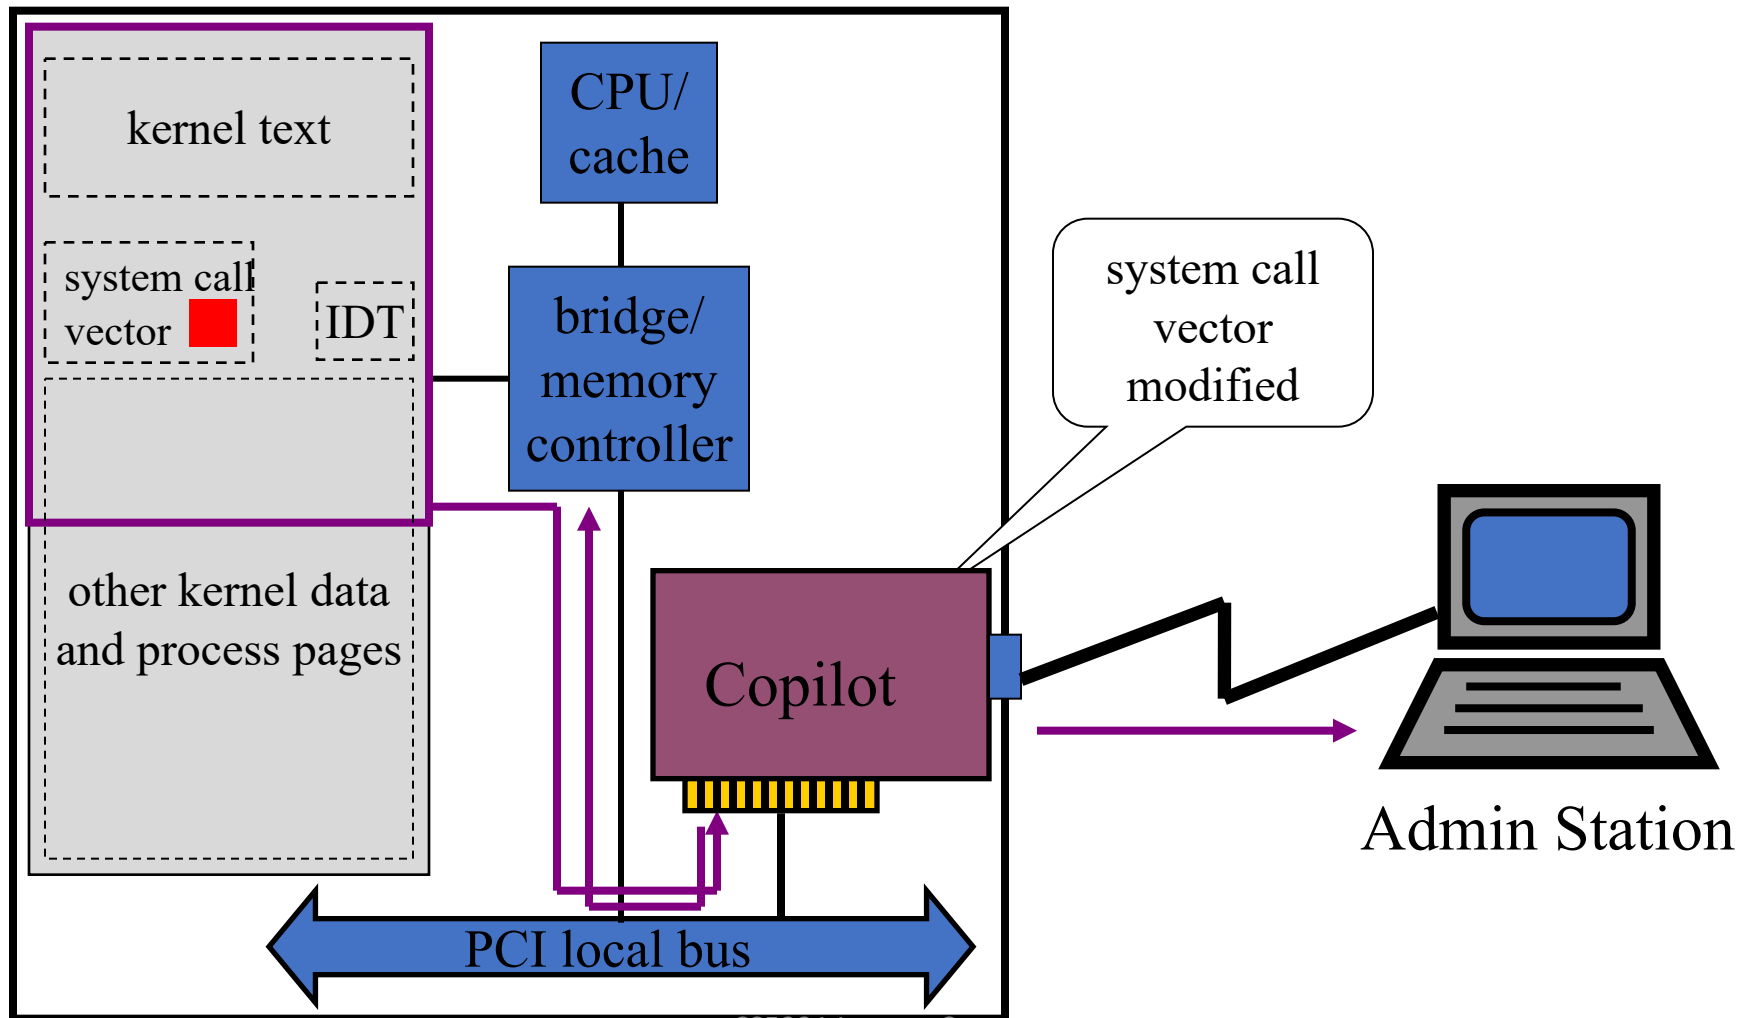 kernel text
system call
vector
IDT
other kernel data
and process pages
CPU/
cache
bridge/
memory
controller
system call
vector
modified
Copilot
Admin Station
PCI local bus